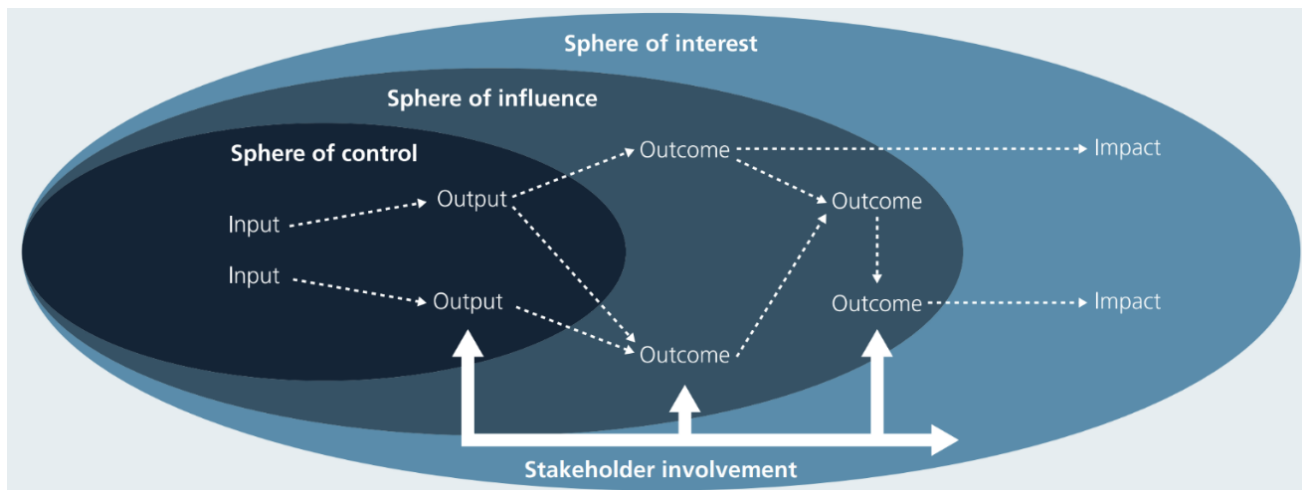 Sphere of interest
Sphere of influence
Sphere of control
Outcome
Impact
Output
Outcome
Input
Input
Output
Outcome
Impact
Outcome
Stakeholder involvement